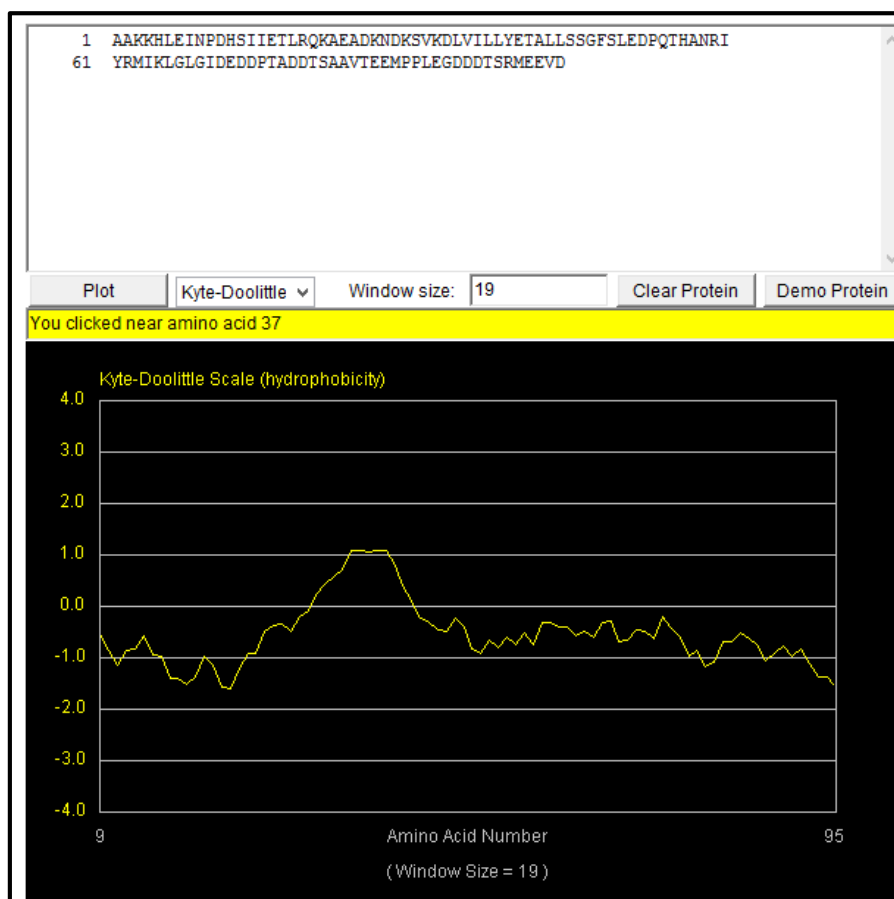 1 AAKKHLEINPDHSIIETLRQKAEADKNDKSVKDLVILLYETALLSSGFSLEDPQTHANRI
61 YRMIKLGLGIDEDDPTADDTSAAVTEEMPPLEGDDDTSRMEEVD
Plot Kyte-Doolittle Window size: 19 Clear Protein Demo Protein
You clicked near amino acid 37
Kyte-Doolittle Scale (hydrophobicity)
4.0
3.0
2.0
1.0
0.0
-1.0
-2.0
-3.0
-4.0
9 Amino Acid Number 95
( Window Size = 19 )